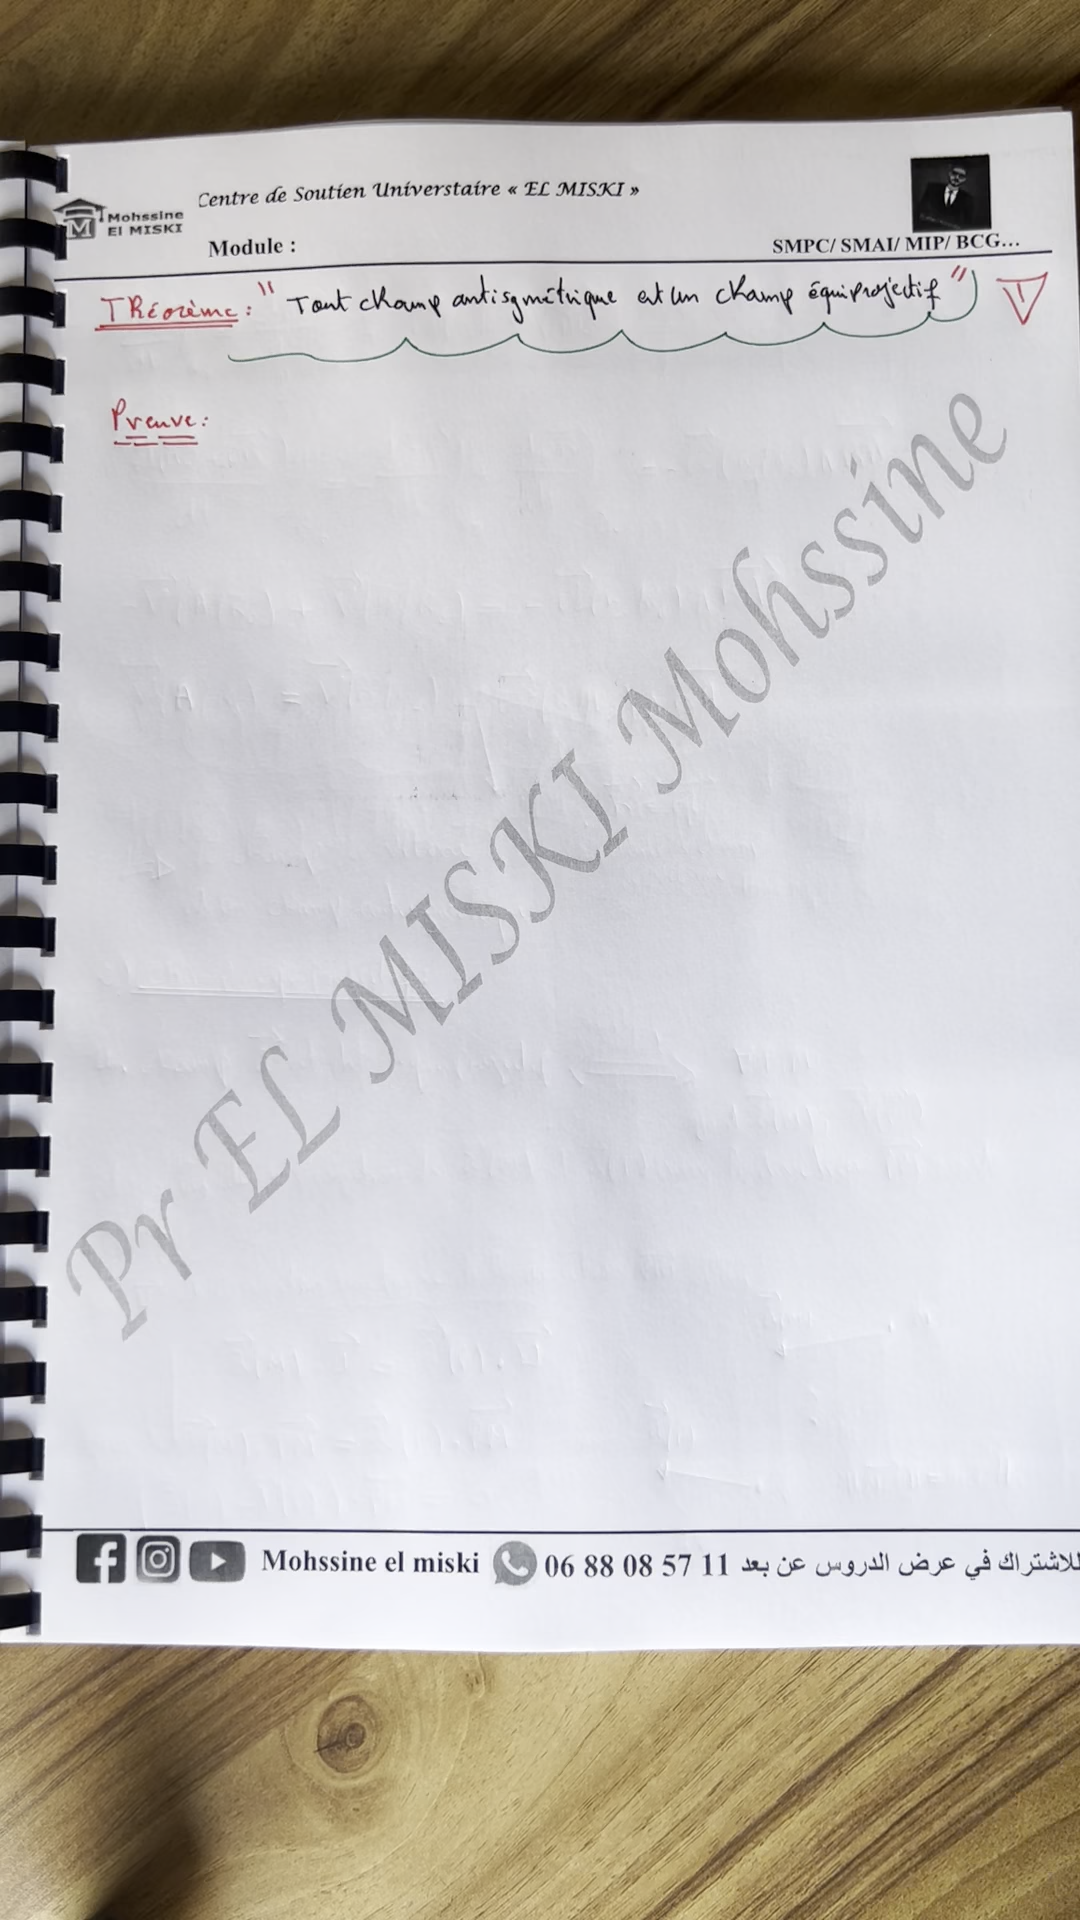 Centre de Soutien Universtaire « EL MISKI »
Mohssine
El MISKI
Module :
SMPC/ SMAI/ MIP/ BCG...
Théorème : " Tout champ antisymétrique est un champ équiprojectif "
Preuve :
Pr EL MISKI Mohssine
Mohssine el miski 06 88 08 57 11 للاشتراك في عرض الدروس عن بعد